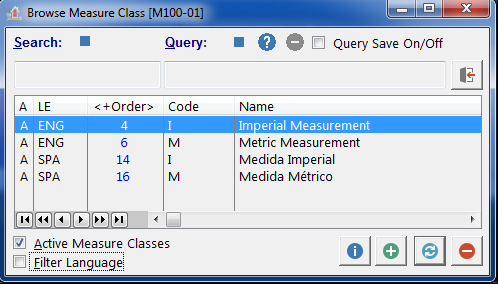 Browse Measure Class [M100-01]
Search: Query: ? Query Save On/Off
A LE <+Order> Code Name
A ENG 4 I Imperial Measurement
A ENG 6 M Metric Measurement
A SPA 14 I Medida Imperial
A SPA 16 M Medida Métrico
Active Measure Classes
Filter Language